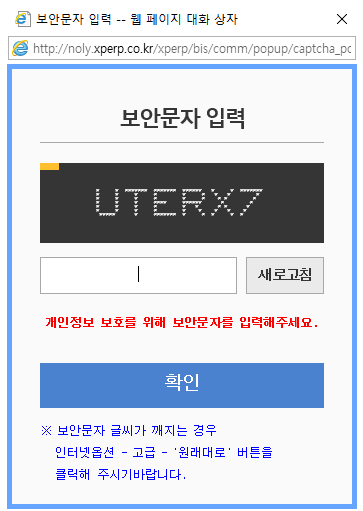 보안문자 입력 -- 웹 페이지 대화 상자
http://noly.xperp.co.kr/xperp/bis/comm/popup/captcha_pc
보안문자 입력
UTERX7
새로고침
개인정보 보호를 위해 보안문자를 입력해주세요.
확인
※ 보안문자 글씨가 깨지는 경우
인터넷옵션 - 고급 - '원래대로' 버튼을
클릭해 주시기바랍니다.